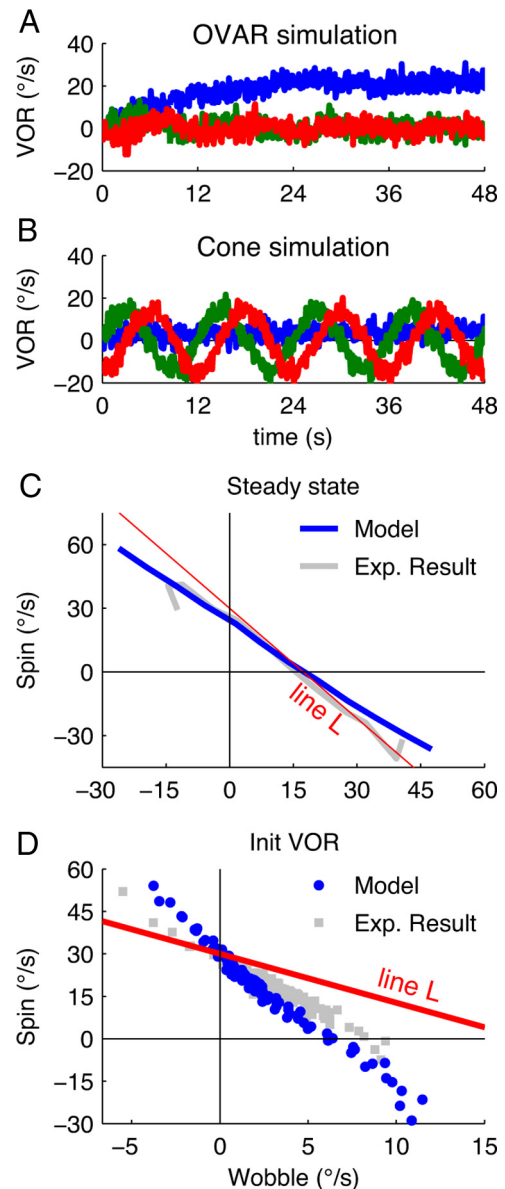 A
OVAR simulation
VOR (°/s)
40
20
0
−20
0
12
24
36
48
B
Cone simulation
VOR (°/s)
40
20
0
−20
0
12
24
36
48
time (s)
C
Steady state
Spin (°/s)
60
30
0
−30
Model
Exp. Result
line L
−30
−15
0
15
30
45
60
D
Init VOR
Spin (°/s)
60
45
30
15
0
−15
−30
Model
Exp. Result
line L
−5
0
5
10
15
Wobble (°/s)